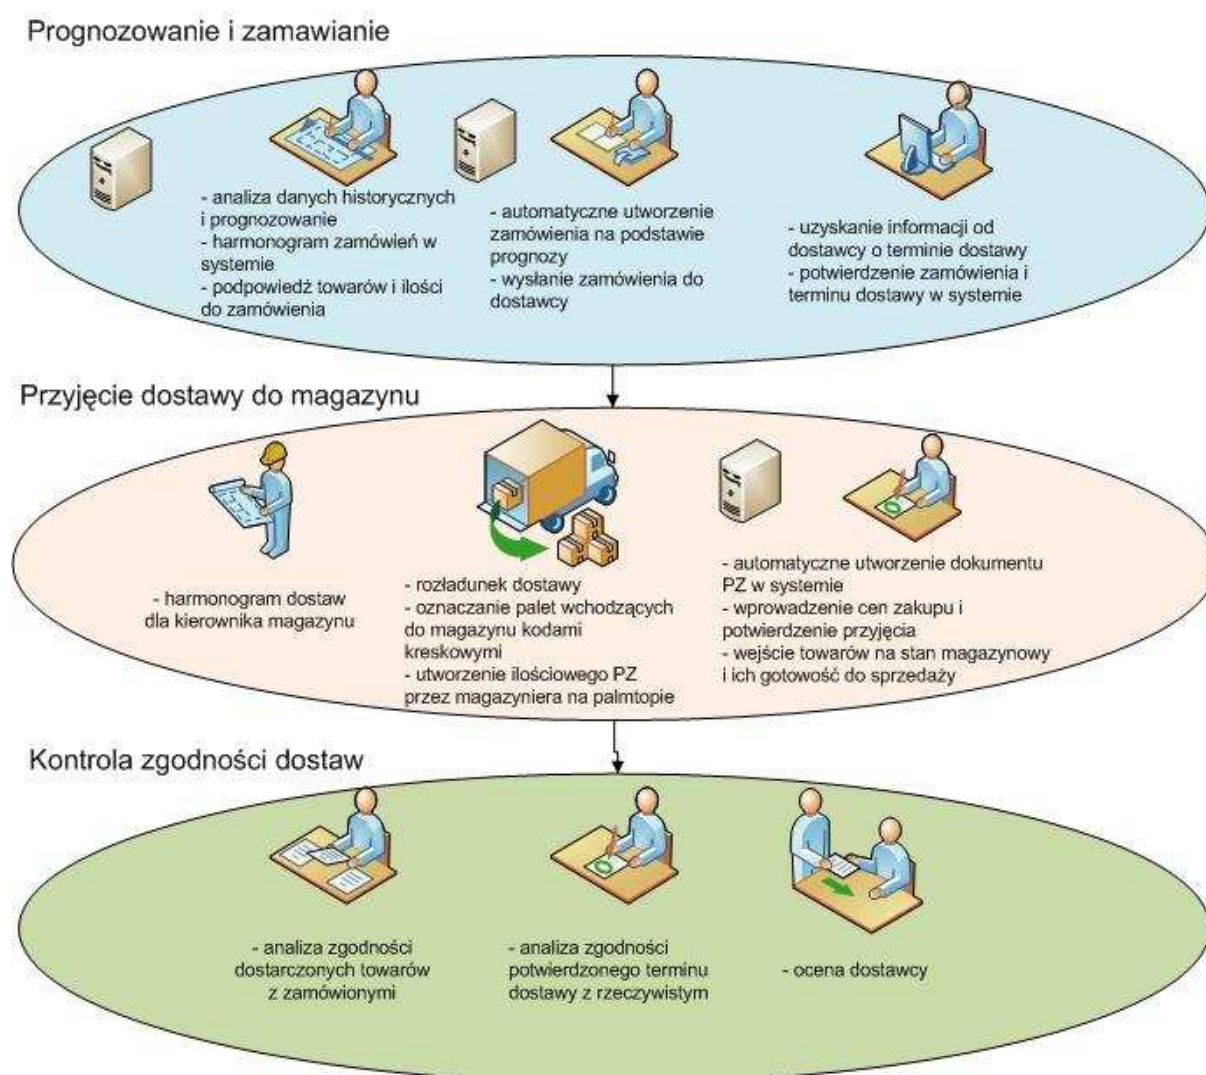 Prognozowanie i zamawianie
- analiza danych historycznych
i prognozowanie
- harmonogram zamówień w
systemie
- podpowiedź towarów i ilości
do zamówienia
- automatyczne utworzenie
zamówienia na podstawie
prognozy
- wysłanie zamówienia do
dostawcy
- uzyskanie informacji od
dostawcy o terminie dostawy
- potwierdzenie zamówienia i
terminu dostawy w systemie
Przyjęcie dostawy do magazynu
- harmonogram dostaw
dla kierownika magazynu
- rozładunek dostawy
- oznaczanie palet wchodzących
do magazynu kodami
kreskowymi
- utworzenie ilościowego PZ
przez magazyniera na palmtopie
- automatyczne utworzenie dokumentu
PZ w systemie
- wprowadzenie cen zakupu i
potwierdzenie przyjęcia
- wejście towarów na stan magazynowy
i ich gotowość do sprzedaży
Kontrola zgodności dostaw
- analiza zgodności
dostarczonych towarów
z zamówionymi
- analiza zgodności
potwierdzonego terminu
dostawy z rzeczywistym
- ocena dostawcy